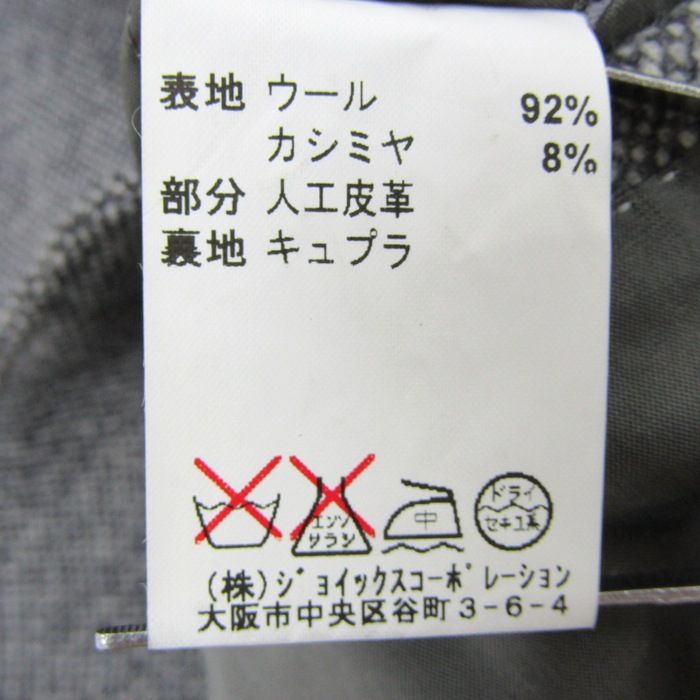 表地 ウール 92%
カシミヤ 8%
部分 人工皮革
裏地 キュプラ
エンソ サラシ
中
ドライ
セキユ系
(株)ジョイックスコーポレーション
大阪市中央区谷町3-6-4